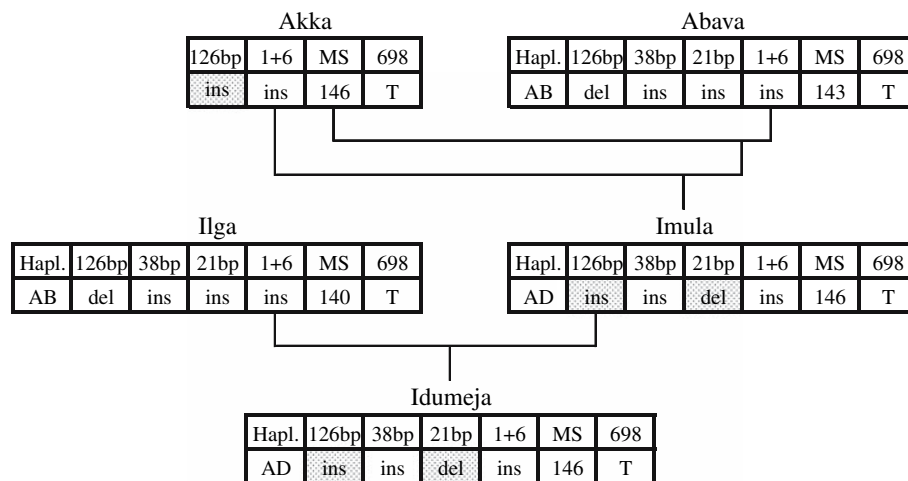 Akka Abava
126bp 1+6 MS 698 Hapl. 126bp 38bp 21bp 1+6 MS 698
ins ins 146 T AB del ins ins ins 143 T
Ilga Imula
Hapl. 126bp 38bp 21bp 1+6 MS 698 Hapl. 126bp 38bp 21bp 1+6 MS 698
AB del ins ins ins 140 T AD ins ins del ins 146 T
Idumeja
Hapl. 126bp 38bp 21bp 1+6 MS 698
AD ins ins del ins 146 T